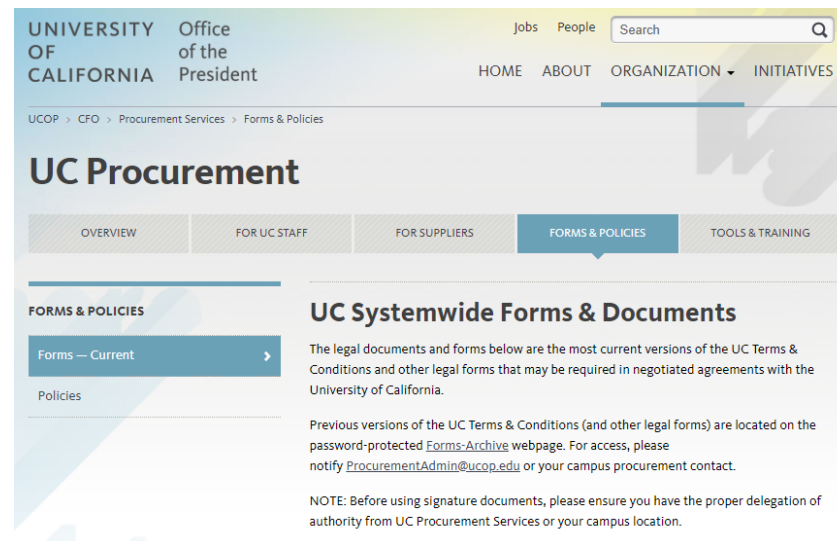 UNIVERSITY
OF
CALIFORNIA
Office
of the
President
Jobs People Search
HOME ABOUT ORGANIZATION INITIATIVES
UCOP > CFO > Procurement Services > Forms & Policies
UC Procurement
OVERVIEW FOR UC STAFF FOR SUPPLIERS FORMS & POLICIES TOOLS & TRAINING
FORMS & POLICIES
Forms — Current
Policies
UC Systemwide Forms & Documents
The legal documents and forms below are the most current versions of the UC Terms &
Conditions and other legal forms that may be required in negotiated agreements with the
University of California.
Previous versions of the UC Terms & Conditions (and other legal forms) are located on the
password-protected Forms-Archive webpage. For access, please
notify ProcurementAdmin@ucop.edu or your campus procurement contact.
NOTE: Before using signature documents, please ensure you have the proper delegation of
authority from UC Procurement Services or your campus location.